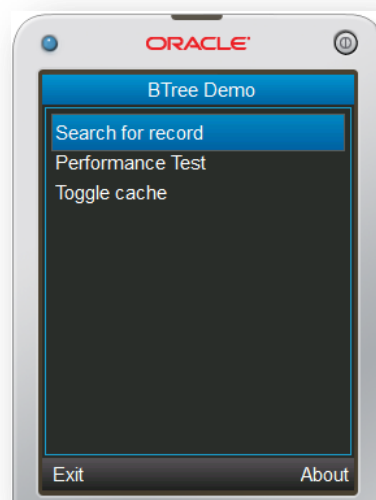 ORACLE
BTree Demo
Search for record
Performance Test
Toggle cache
Exit About